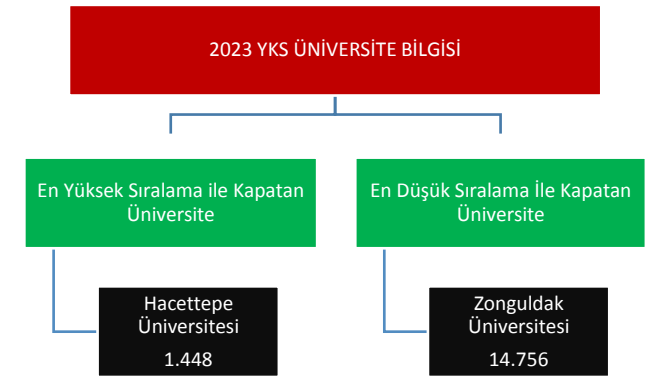 2023 YKS ÜNİVERSİTE BİLGİSİ
En Yüksek Sıralama ile Kapatan
Üniversite
En Düşük Sıralama İle Kapatan
Üniversite
Hacettepe
Üniversitesi
1.448
Zonguldak
Üniversitesi
14.756